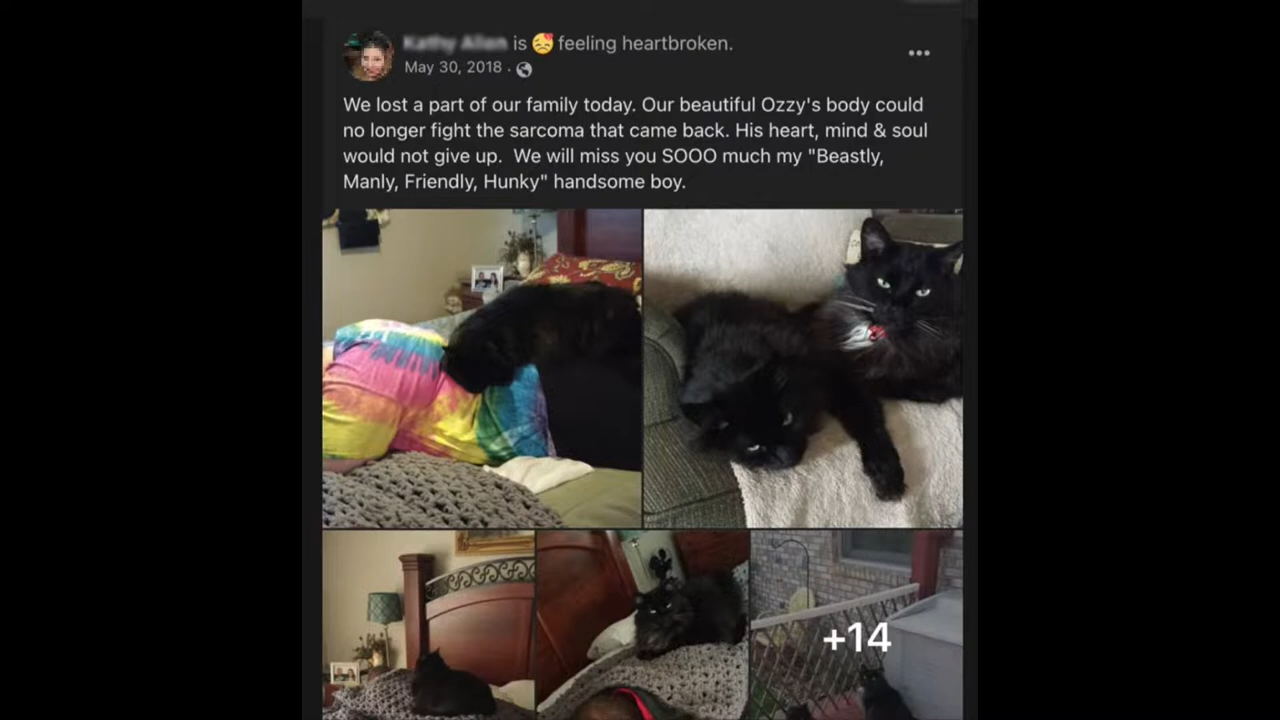 is 😥 feeling heartbroken.
May 30, 2018 ·
We lost a part of our family today. Our beautiful Ozzy's body could
no longer fight the sarcoma that came back. His heart, mind & soul
would not give up.  We will miss you SOOO much my "Beastly,
Manly, Friendly, Hunky" handsome boy.
+14